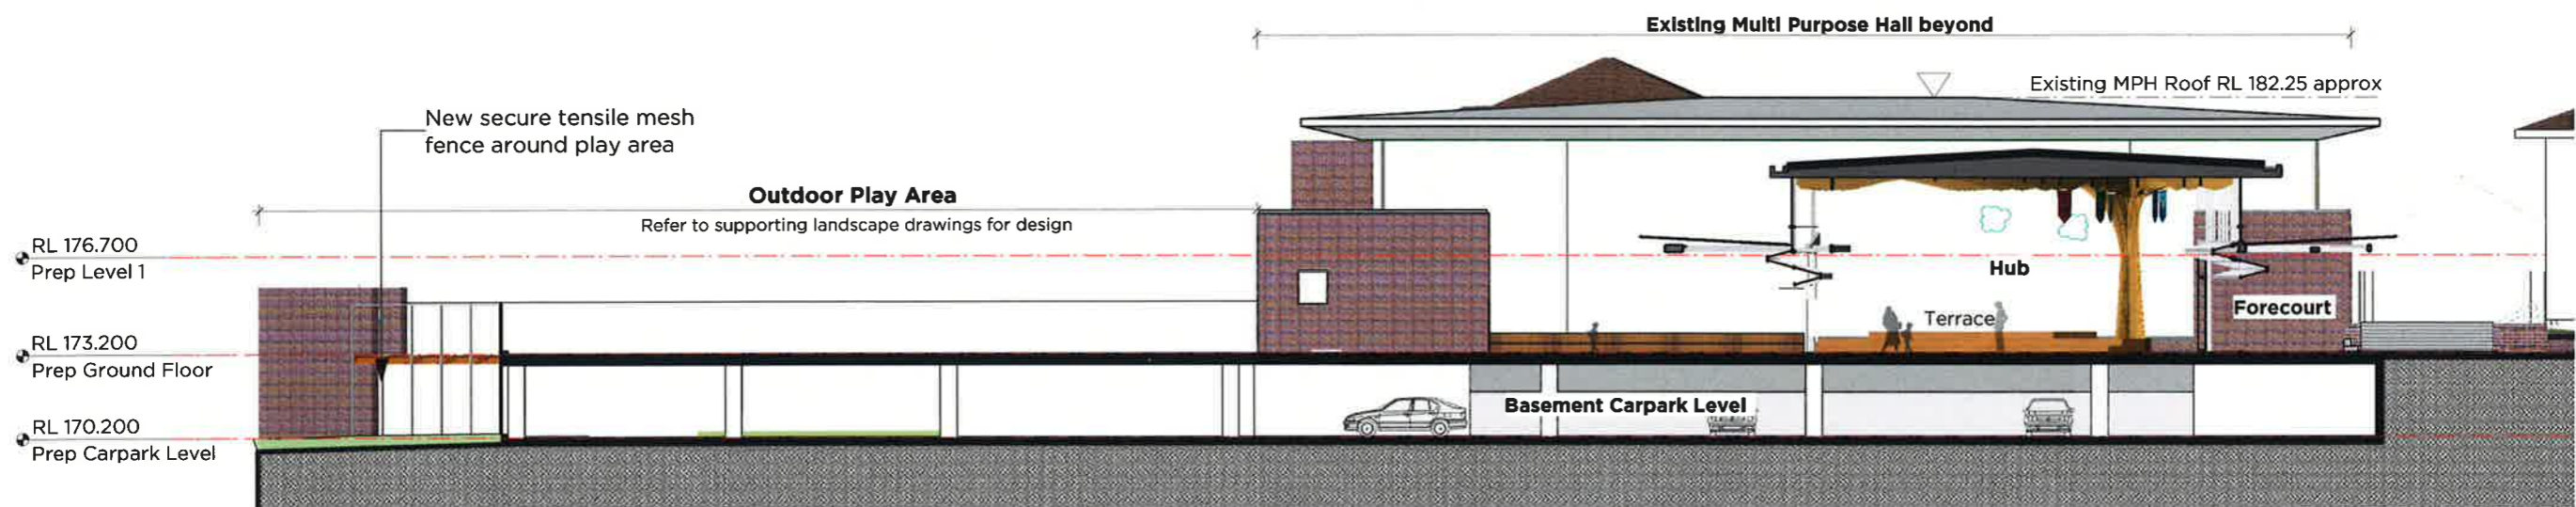 Existing Multi Purpose Hall beyond
Existing MPH Roof RL 182.25 approx
New secure tensile mesh
fence around play area
Outdoor Play Area
Refer to supporting landscape drawings for design
RL 176.700
Prep Level 1
Hub
Forecourt
Terrace
RL 173.200
Prep Ground Floor
Basement Carpark Level
RL 170.200
Prep Carpark Level